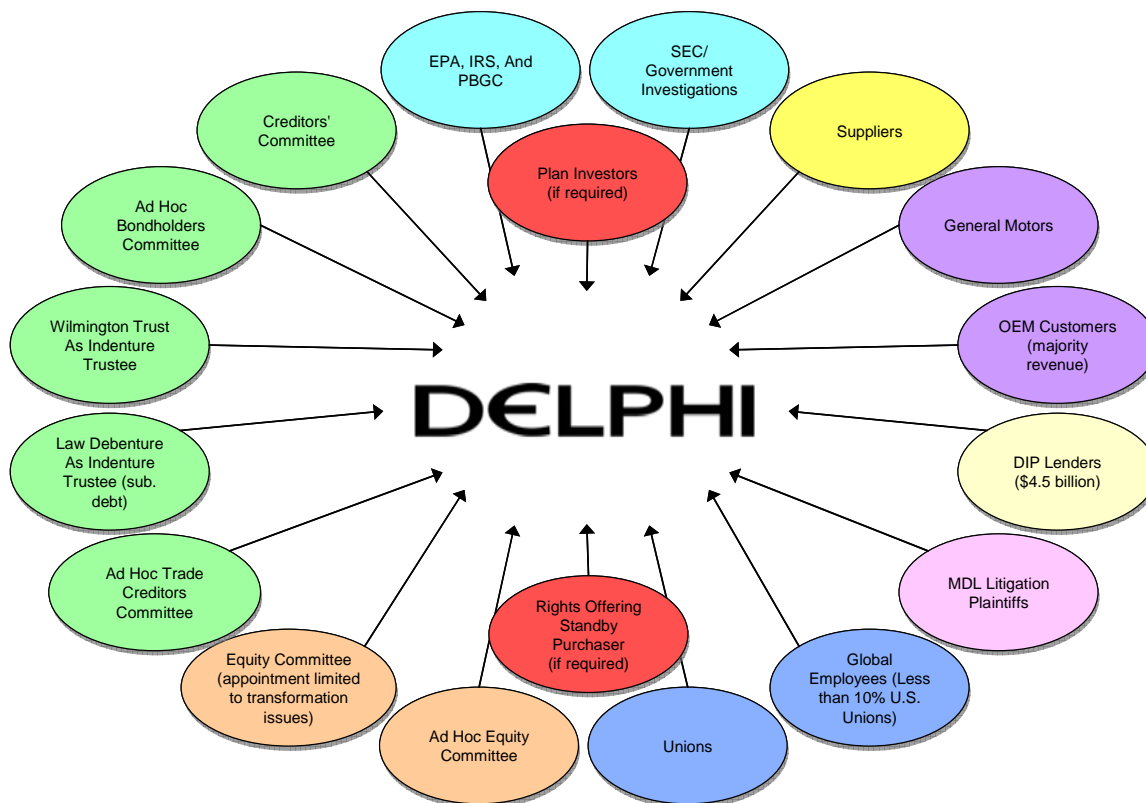 EPA, IRS, And
PBGC
SEC/
Government
Investigations
Creditors'
Committee
Suppliers
Plan Investors
(if required)
Ad Hoc
Bondholders
Committee
General Motors
Wilmington Trust
As Indenture
Trustee
OEM Customers
(majority
revenue)
DELPHI
Law Debenture
As Indenture
Trustee (sub.
debt)
DIP Lenders
($4.5 billion)
Ad Hoc Trade
Creditors
Committee
MDL Litigation
Plaintiffs
Rights Offering
Standby
Purchaser
(if required)
Equity Committee
(appointment limited
to transformation
issues)
Global
Employees (Less
than 10% U.S.
Unions)
Ad Hoc Equity
Committee
Unions